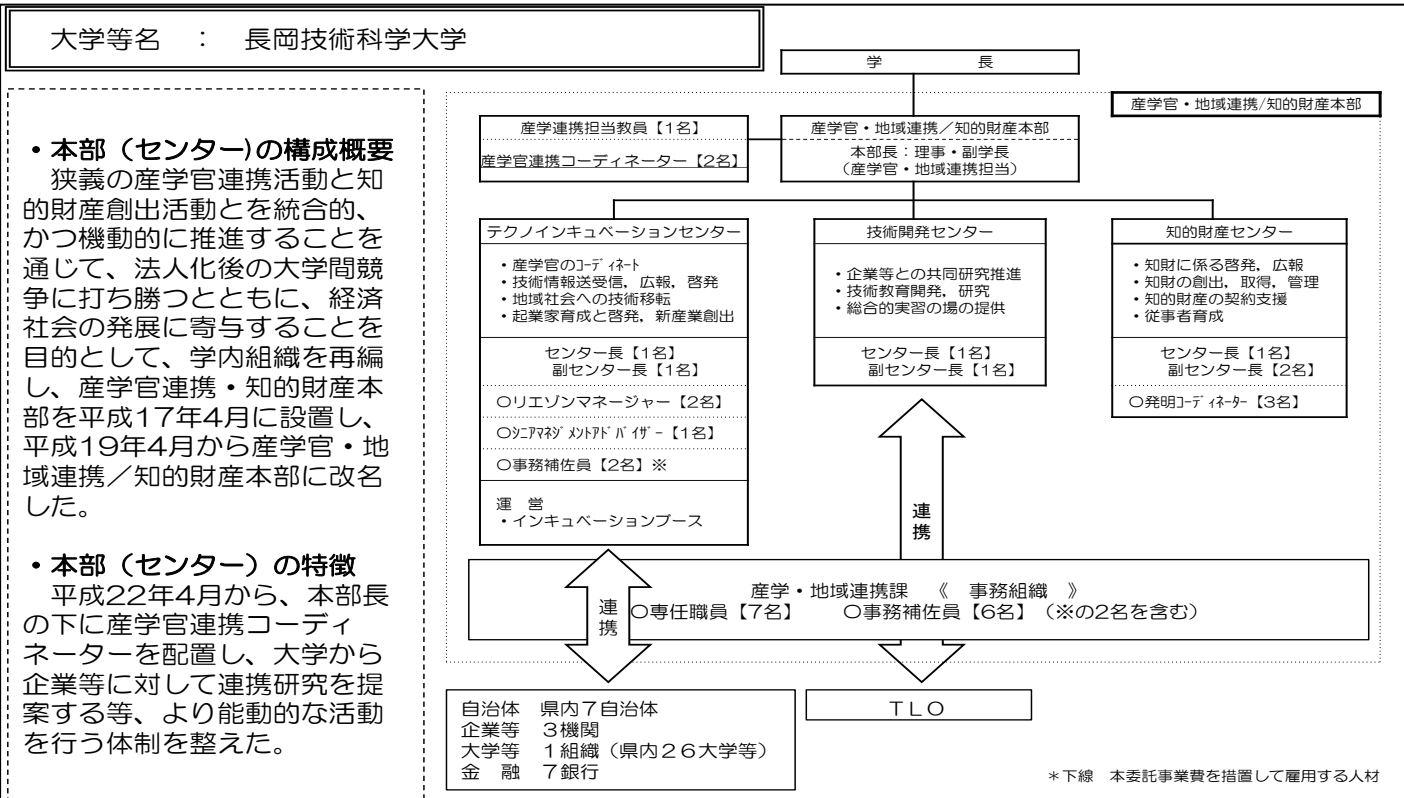 大学等名　：　長岡技術科学大学
・本部（センター)の構成概要
狭義の産学官連携活動と知
的財産創出活動とを統合的、
かつ機動的に推進することを
通じて、法人化後の大学間競
争に打ち勝つとともに、経済
社会の発展に寄与することを
目的として、学内組織を再編
し、産学官連携・知的財産本
部を平成17年4月に設置し、
平成19年4月から産学官・地
域連携／知的財産本部に改名
した。
・本部（センター）の特徴
平成22年4月から、本部長
の下に産学官連携コーディ
ネーターを配置し、大学から
企業等に対して連携研究を提
案する等、より能動的な活動
を行う体制を整えた。
学　　　長
産学官・地域連携/知的財産本部
産学連携担当教員【1名】
産学官連携コーディネーター【2名】
産学官・地域連携／知的財産本部
本部長：理事・副学長
（産学官・地域連携担当）
テクノインキュベーションセンター
・産学官のｺｰﾃﾞｨﾈｰﾄ
・技術情報送受信，広報，啓発
・地域社会への技術移転
・起業家育成と啓発，新産業創出
センター長【1名】
副センター長【1名】
○リエゾンマネージャー【2名】
○ｼﾆｱﾏﾈｼﾞﾒﾝﾄｱﾄﾞﾊﾞｲｻﾞｰ【1名】
○事務補佐員【2名】※
運　営
・インキュベーションブース
技術開発センター
・企業等との共同研究推進
・技術教育開発，研究
・総合的実習の場の提供
センター長【1名】
副センター長【1名】
知的財産センター
・知財に係る啓発，広報
・知財の創出，取得，管理
・知的財産の契約支援
・従事者育成
センター長【1名】
副センター長【2名】
○発明ｺｰﾃﾞｨﾈｰﾀｰ【3名】
連携
産学・地域連携課　《　事務組織　》
○専任職員【7名】　　○事務補佐員【6名】（※の2名を含む）
連携
自治体　県内７自治体
企業等　３機関
大学等　１組織（県内２６大学等）
金　融　７銀行
ＴＬＯ
＊下線　本委託事業費を措置して雇用する人材